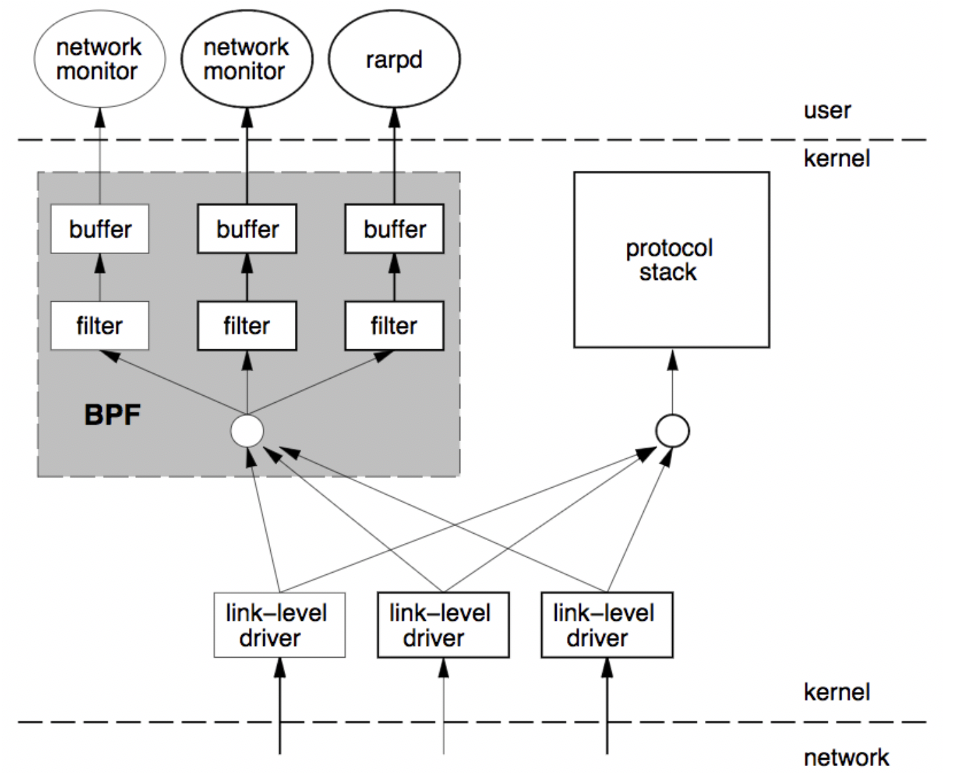 network
monitor
network
monitor
rarpd
user
kernel
buffer
buffer
buffer
protocol
stack
filter
filter
filter
BPF
link–level
driver
link–level
driver
link–level
driver
kernel
network